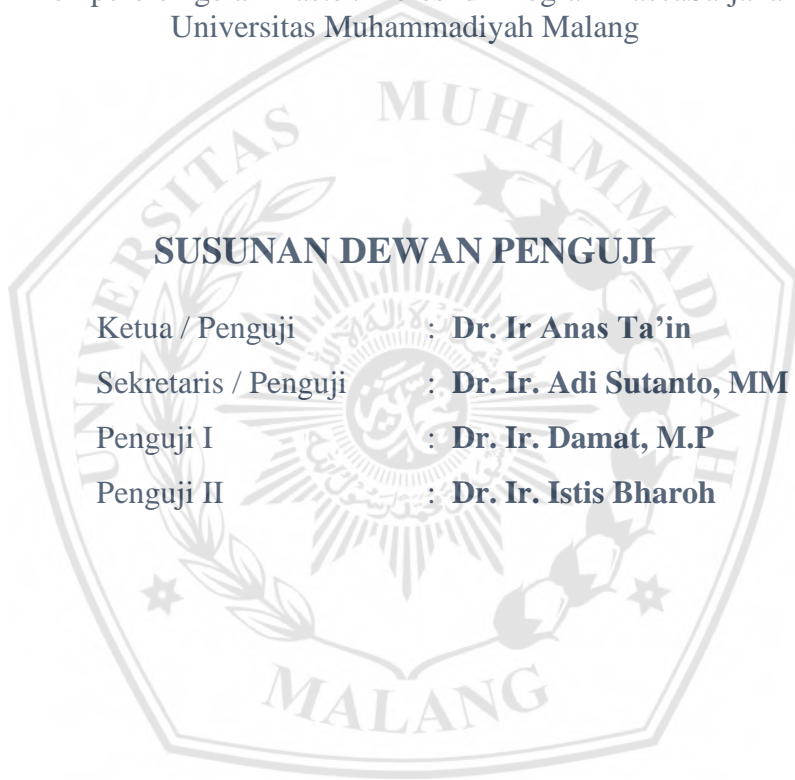 Universitas Muhammadiyah Malang
UNIVERSITAS MUHAMMADIYAH
SUSUNAN DEWAN PENGUJI
Ketua / Penguji : Dr. Ir Anas Ta’in
Sekretaris / Penguji : Dr. Ir. Adi Sutanto, MM
Penguji I : Dr. Ir. Damat, M.P
Penguji II : Dr. Ir. Istis Bharoh
MALANG